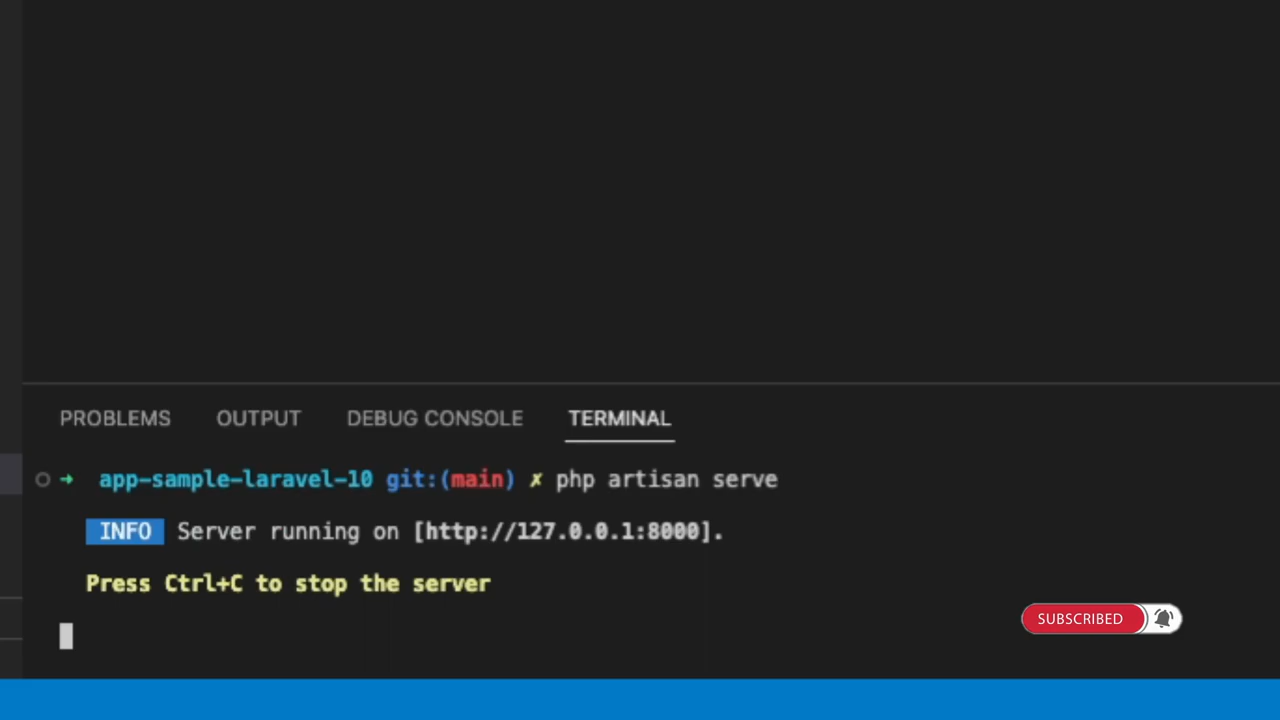 PROBLEMS OUTPUT DEBUG CONSOLE TERMINAL
➜ app-sample-laravel-10 git:(main) ✗ php artisan serve
INFO Server running on [http://127.0.0.1:8000].
Press Ctrl+C to stop the server
SUBSCRIBED